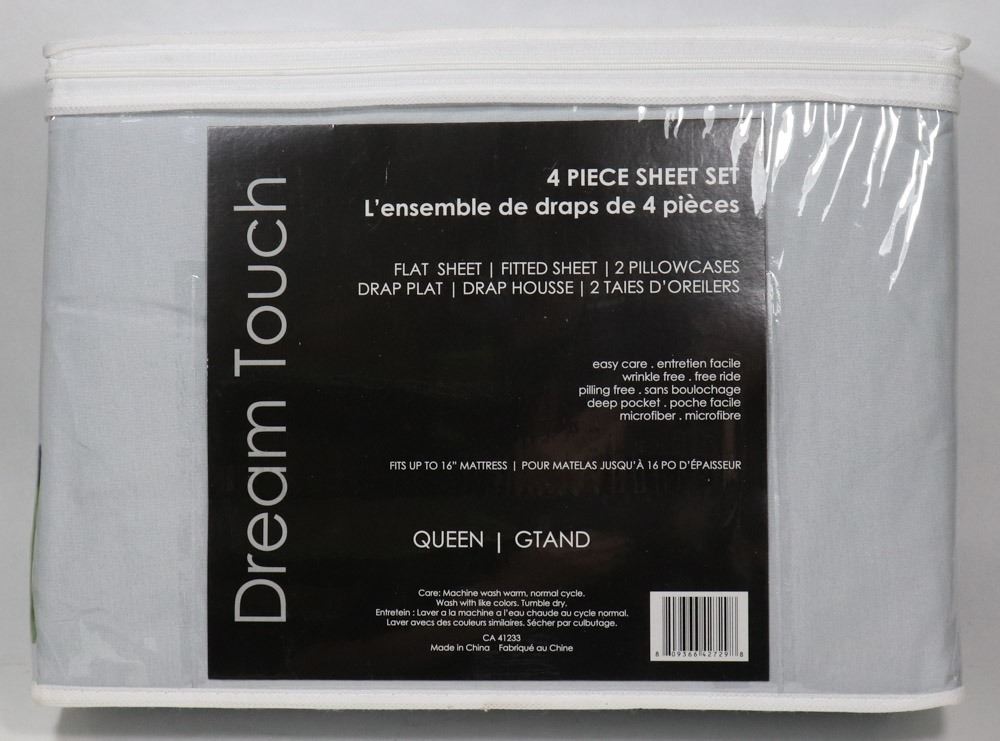 Dream Touch
4 PIECE SHEET SET
L'ensemble de draps de 4 pièces
FLAT SHEET | FITTED SHEET | 2 PILLOWCASES
DRAP PLAT | DRAP HOUSSE | 2 TAIES D'OREILERS
easy care . entretien facile
wrinkle free . free ride
pilling free . sans boulochage
deep pocket . poche facile
microfiber . microfibre
FITS UP TO 16" MATTRESS | POUR MATELAS JUSQU'À 16 PO D'ÉPAISSEUR
QUEEN | GTAND
Care: Machine wash warm, normal cycle.
Wash with like colors. Tumble dry.
Entretein : Laver a la machine a l'eau chaude au cycle normal.
Laver avecs des couleurs similaires. Sécher par culbutage.
CA 41233
Made in China Fabriqué au Chine
8 09366 42729 8